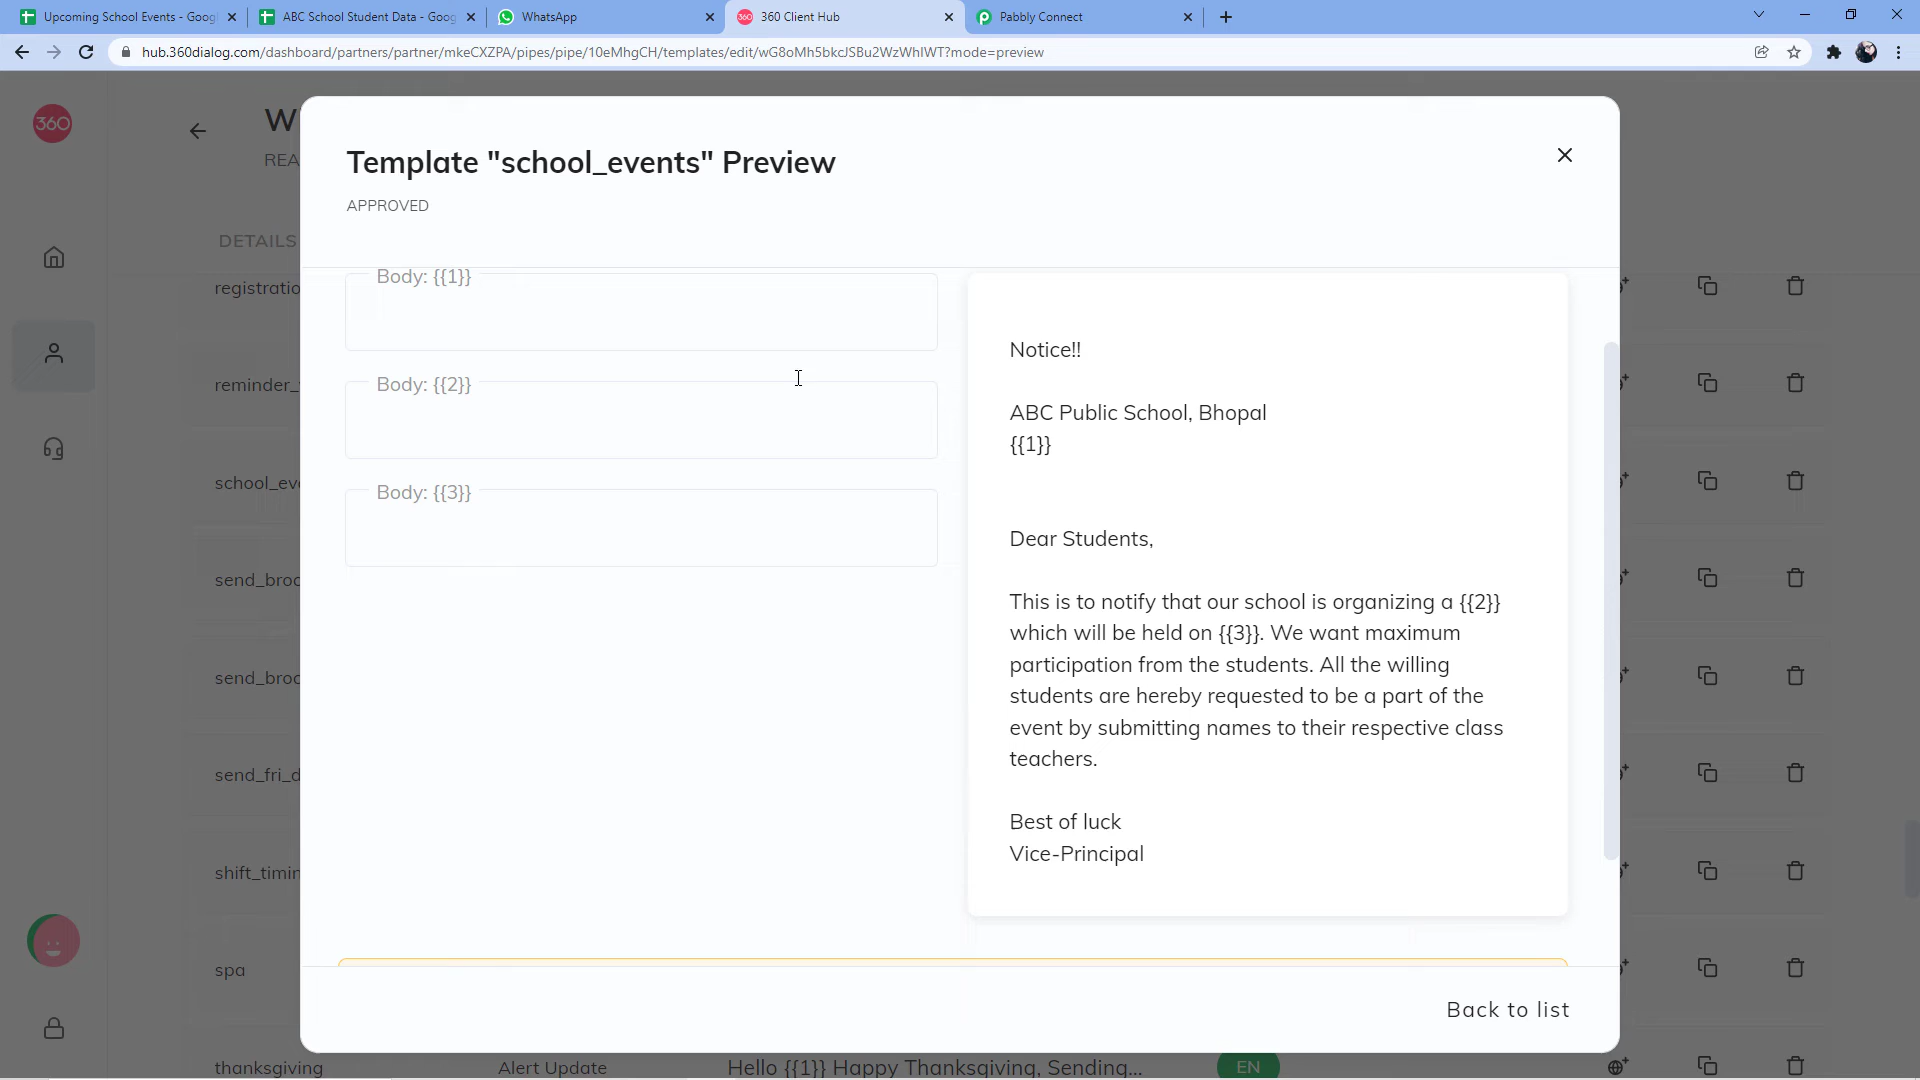 Upcoming School Events - Goog
ABC School Student Data - Goog
WhatsApp
360 Client Hub
Pabbly Connect
hub.360dialog.com/dashboard/partners/partner/mkeCXZPA/pipes/pipe/10eMhgCH/templates/edit/wG8oMh5bkcJSBu2WzWhIWT?mode=preview
360
W
REA
DETAILS
Template "school_events" Preview
APPROVED
Body: {{1}}
Body: {{2}}
Body: {{3}}
Notice!!
ABC Public School, Bhopal
{{1}}
Dear Students,
This is to notify that our school is organizing a {{2}}
which will be held on {{3}}. We want maximum
participation from the students. All the willing
students are hereby requested to be a part of the
event by submitting names to their respective class
teachers.
Best of luck
Vice-Principal
Back to list
registratio
reminder_
school_eve
send_broc
send_broc
send_fri_d
shift_timin
spa
thanksgiving
Alert Update
Hello {{1}} Happy Thanksgiving, Sending...
EN